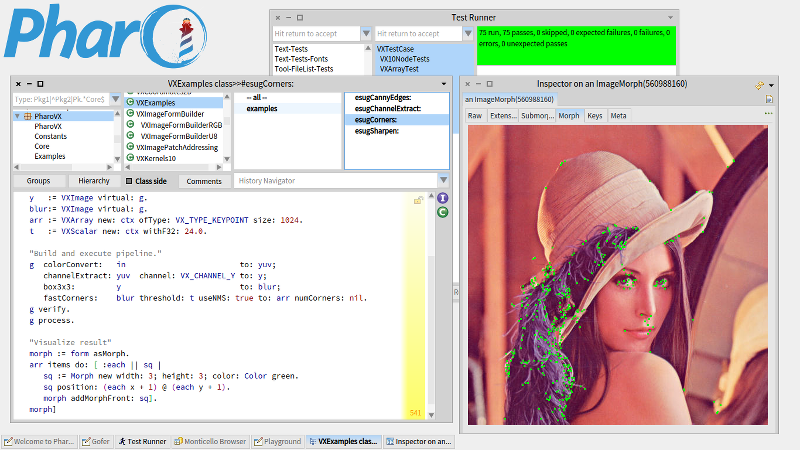 Pharo
Test Runner
Hit return to accept
Hit return to accept
Text-Tests
Text-Tests-Fonts
Tool-FileList-Tests
VXTestCase
VX10NodeTests
VXArrayTest
75 run, 75 passes, 0 skipped, 0 expected failures, 0 failures, 0
errors, 0 unexpected passes
VXExamples class>>#esugCorners:
Type: Pkg1|^Pkg2|Pk.*Core$
PharoVX
PharoVX
Constants
Core
Examples
VXExamples
VXImageFormBuilder
VXImageFormBuilderRGB
VXImageFormBuilderU8
VXImagePatchAddressing
VXKernels10
-- all --
examples
esugCannyEdges:
esugChannelExtract:
esugCorners:
esugSharpen:
Groups
Hierarchy
Class side
Comments
History Navigator
y := VXImage virtual: g.
blur:= VXImage virtual: g.
arr := VXArray new: ctx ofType: VX_TYPE_KEYPOINT size: 1024.
t := VXScalar new: ctx withF32: 24.0.
"Build and execute pipeline."
g colorConvert: in to: yuv;
channelExtract: yuv channel: VX_CHANNEL_Y to: y;
box3x3: y to: blur;
fastCorners: blur threshold: t useNMS: true to: arr numCorners: nil.
g verify.
g process.
"Visualize result"
morph := form asMorph.
arr items do: [ :each || sq |
sq := Morph new width: 3; height: 3; color: Color green.
sq position: (each x + 1) @ (each y + 1).
morph addMorphFront: sq].
morph]
541
I
C
Inspector on an ImageMorph(560988160)
an ImageMorph(560988160)
Raw
Extens...
Submorp...
Morph
Keys
Meta
Welcome to Phar...
Gofer
Test Runner
Monticello Browser
Playground
VXExamples clas...
Inspector on an...